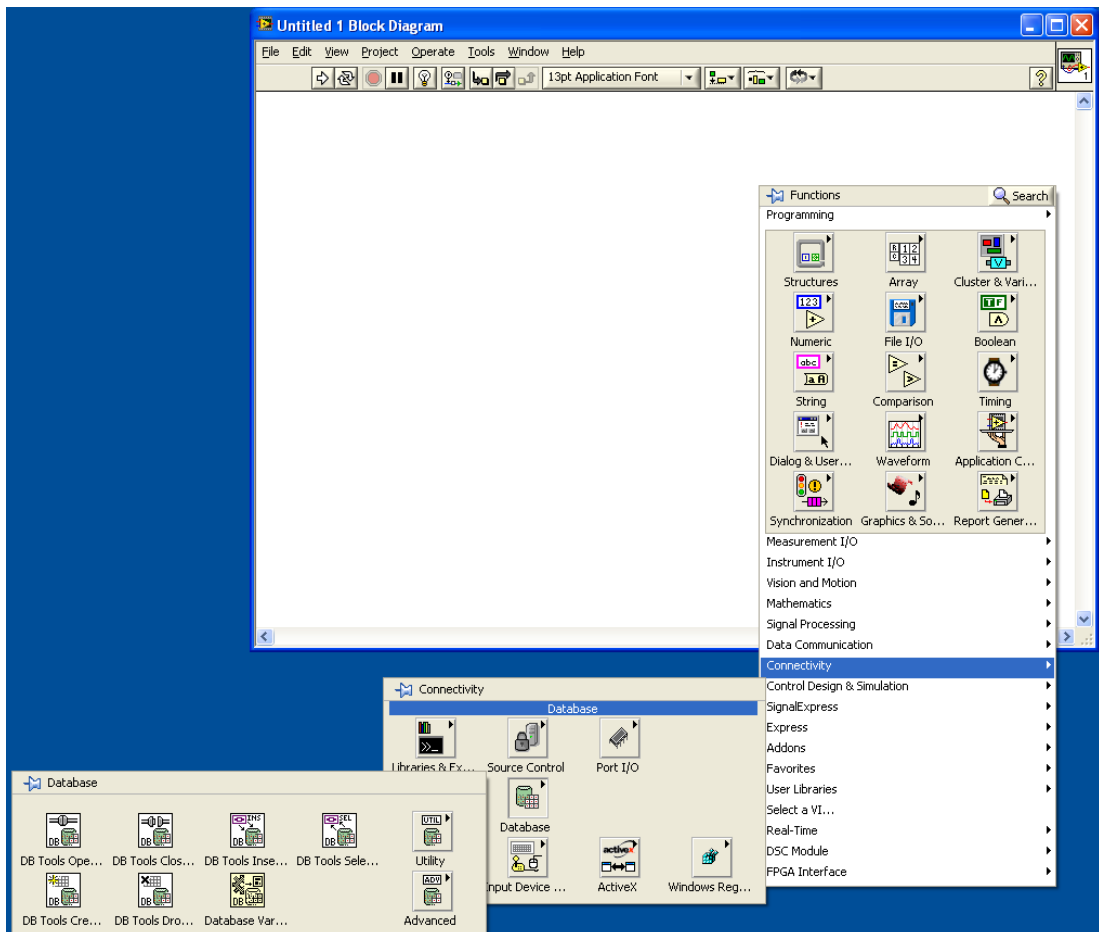 Untitled 1 Block Diagram
File Edit View Project Operate Tools Window Help
13pt Application Font
1
Functions Search
Programming
Structures Array Cluster & Vari...
Numeric File I/O Boolean
String Comparison Timing
Dialog & User... Waveform Application C...
Synchronization Graphics & So... Report Gener...
Measurement I/O
Instrument I/O
Vision and Motion
Mathematics
Signal Processing
Data Communication
Connectivity
Control Design & Simulation
SignalExpress
Express
Addons
Favorites
User Libraries
Select a VI...
Real-Time
DSC Module
FPGA Interface
Connectivity
Database
Libraries & Ex... Source Control Port I/O
Database
Input Device ... ActiveX Windows Reg...
Database
DB Tools Ope... DB Tools Clos... DB Tools Inse... DB Tools Sele... Utility
DB Tools Cre... DB Tools Dro... Database Var... Advanced